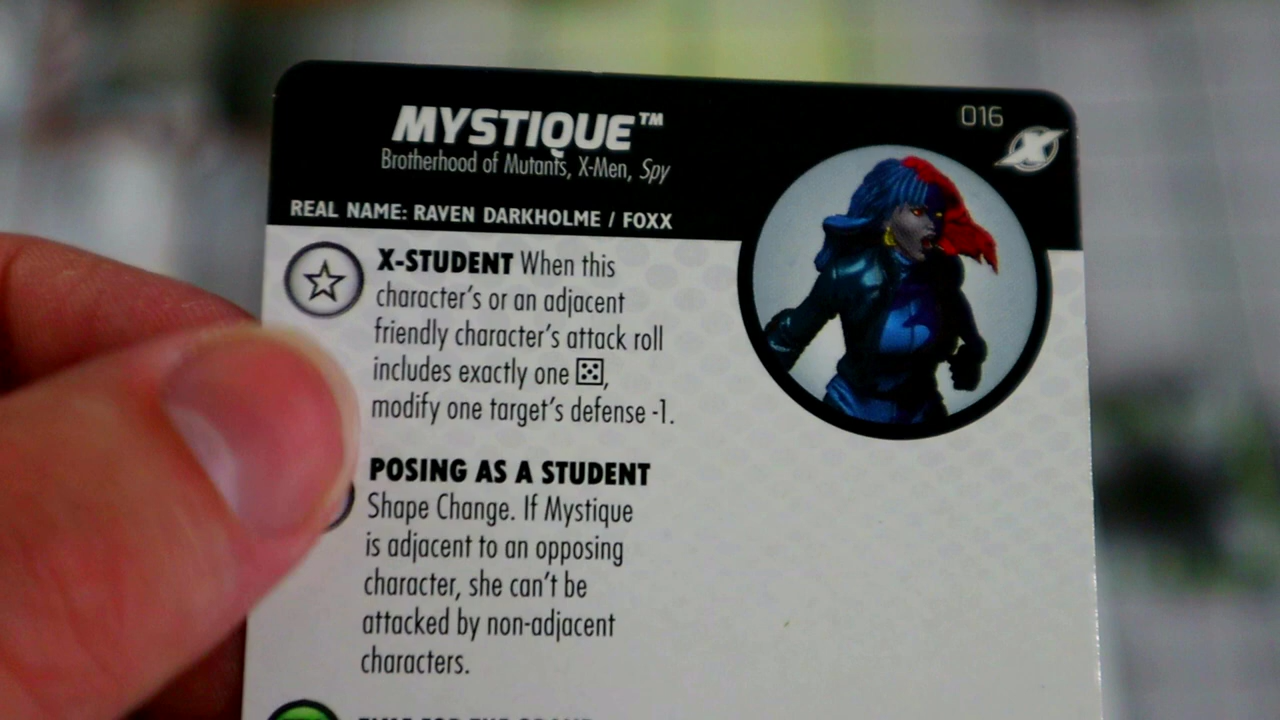 MYSTIQUE™
016
Brotherhood of Mutants, X-Men, Spy
REAL NAME: RAVEN DARKHOLME / FOXX
X-STUDENT When this
character's or an adjacent
friendly character's attack roll
includes exactly one ⚄,
modify one target's defense -1.
POSING AS A STUDENT
Shape Change. If Mystique
is adjacent to an opposing
character, she can't be
attacked by non-adjacent
characters.